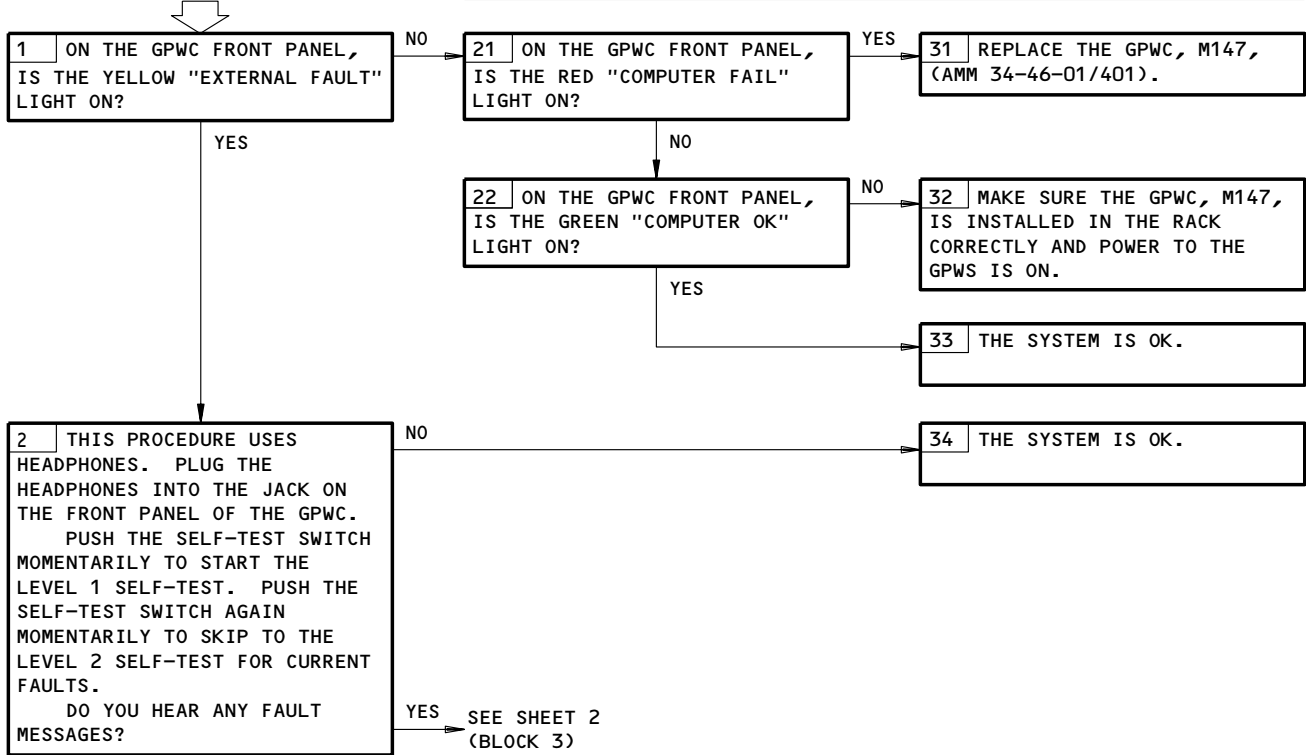 1 ON THE GPWC FRONT PANEL,
IS THE YELLOW "EXTERNAL FAULT"
LIGHT ON?
NO
YES
21 ON THE GPWC FRONT PANEL,
IS THE RED "COMPUTER FAIL"
LIGHT ON?
YES
NO
31 REPLACE THE GPWC, M147,
(AMM 34-46-01/401).
22 ON THE GPWC FRONT PANEL,
IS THE GREEN "COMPUTER OK"
LIGHT ON?
NO
YES
32 MAKE SURE THE GPWC, M147,
IS INSTALLED IN THE RACK
CORRECTLY AND POWER TO THE
GPWS IS ON.
33 THE SYSTEM IS OK.
2 THIS PROCEDURE USES
HEADPHONES. PLUG THE
HEADPHONES INTO THE JACK ON
THE FRONT PANEL OF THE GPWC.
PUSH THE SELF-TEST SWITCH
MOMENTARILY TO START THE
LEVEL 1 SELF-TEST. PUSH THE
SELF-TEST SWITCH AGAIN
MOMENTARILY TO SKIP TO THE
LEVEL 2 SELF-TEST FOR CURRENT
FAULTS.
DO YOU HEAR ANY FAULT
MESSAGES?
NO
34 THE SYSTEM IS OK.
YES
SEE SHEET 2
(BLOCK 3)